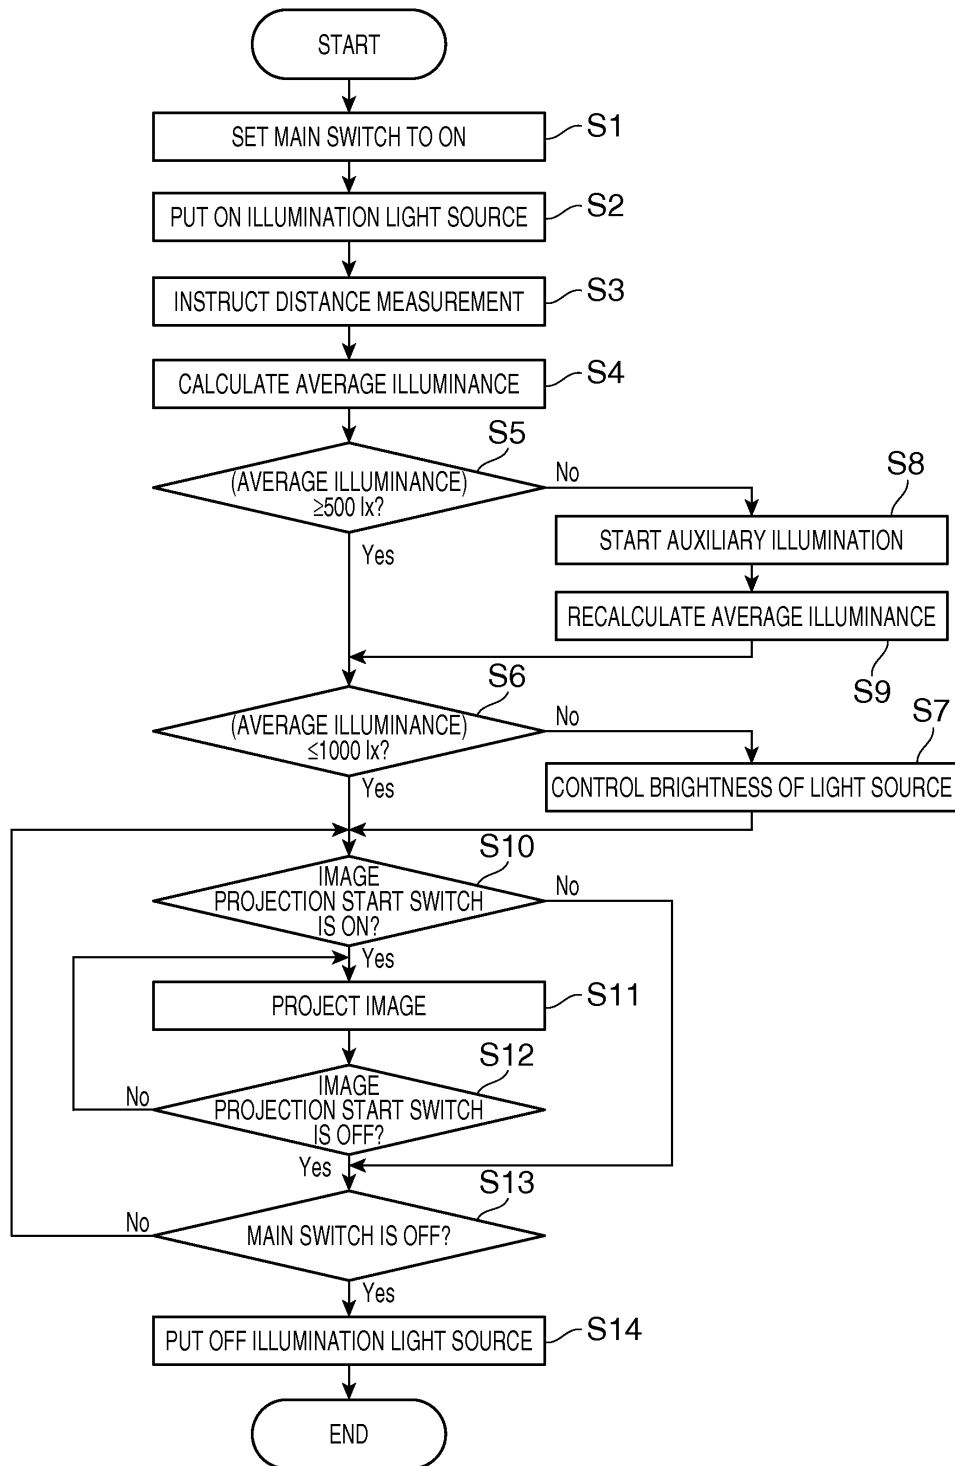 START
SET MAIN SWITCH TO ON
S1
PUT ON ILLUMINATION LIGHT SOURCE
S2
INSTRUCT DISTANCE MEASUREMENT
S3
CALCULATE AVERAGE ILLUMINANCE
S4
S5
(AVERAGE ILLUMINANCE)
≥500 lx?
No
Yes
S8
START AUXILIARY ILLUMINATION
RECALCULATE AVERAGE ILLUMINANCE
S9
S6
(AVERAGE ILLUMINANCE)
≤1000 lx?
No
Yes
S7
CONTROL BRIGHTNESS OF LIGHT SOURCE
S10
IMAGE
PROJECTION START SWITCH
IS ON?
No
Yes
PROJECT IMAGE
S11
S12
IMAGE
PROJECTION START SWITCH
IS OFF?
No
Yes
S13
MAIN SWITCH IS OFF?
No
Yes
PUT OFF ILLUMINATION LIGHT SOURCE
S14
END